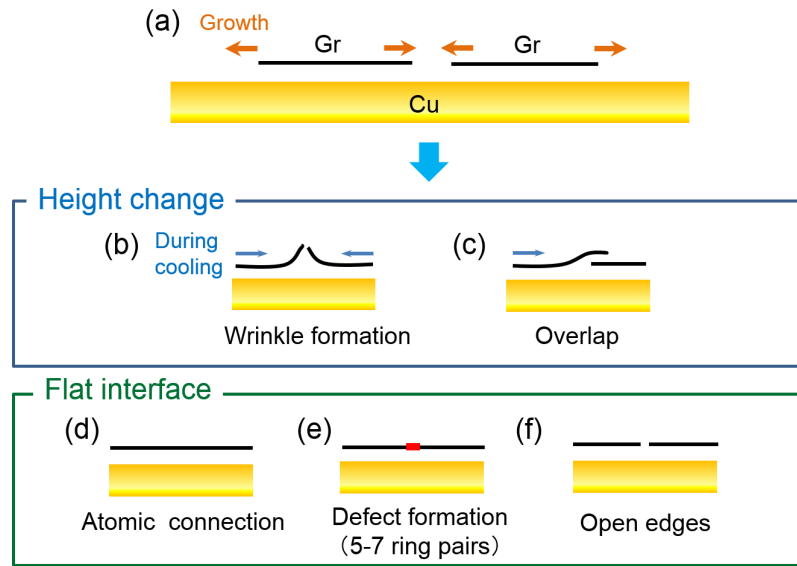 (a)
Growth
Gr
Gr
Cu
Height change
(b)
During
cooling
(c)
Wrinkle formation
Overlap
Flat interface
(d)
(e)
(f)
Atomic connection
Defect formation
(5-7 ring pairs)
Open edges